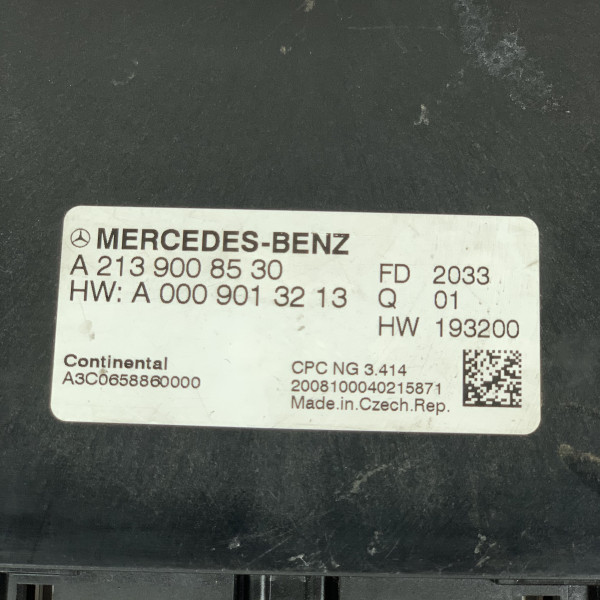 MERCEDES-BENZ
A 213 900 85 30
HW: A 000 901 32 13
FD 2033
Q 01
HW 193200
Continental
A3C0658860000
CPC NG 3.414
2008100040215871
Made.in.Czech.Rep.